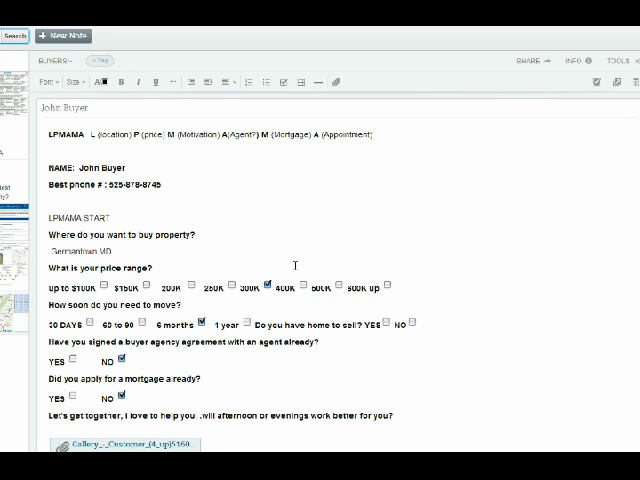 Search
+ New Note
BUYERS
+ Tag
SHARE
INFO
TOOLS
Font
Size
A
B
I
U
John Buyer
LPMAMA L (location) P (price) M (Motivation) A(Agent?) M (Mortgage) A (Appointment)
NAME: John Buyer
Best phone # : 525-878-8745
LPMAMA START
Where do you want to buy property?
Germantown MD
What is your price range?
up to $100K $150K 200K 250K 300K 400K 500K 600K up
How soon do you need to move?
30 DAYS 60 to 90 6 months 1 year Do you have home to sell? YES NO
Have you signed a buyer agency agreement with an agent already?
YES NO
Did you apply for a mortgage already?
YES NO
Let's get together, I love to help you. .will afternoon or evenings work better for you?
Gallery_-_Customer_(4_up)5160...